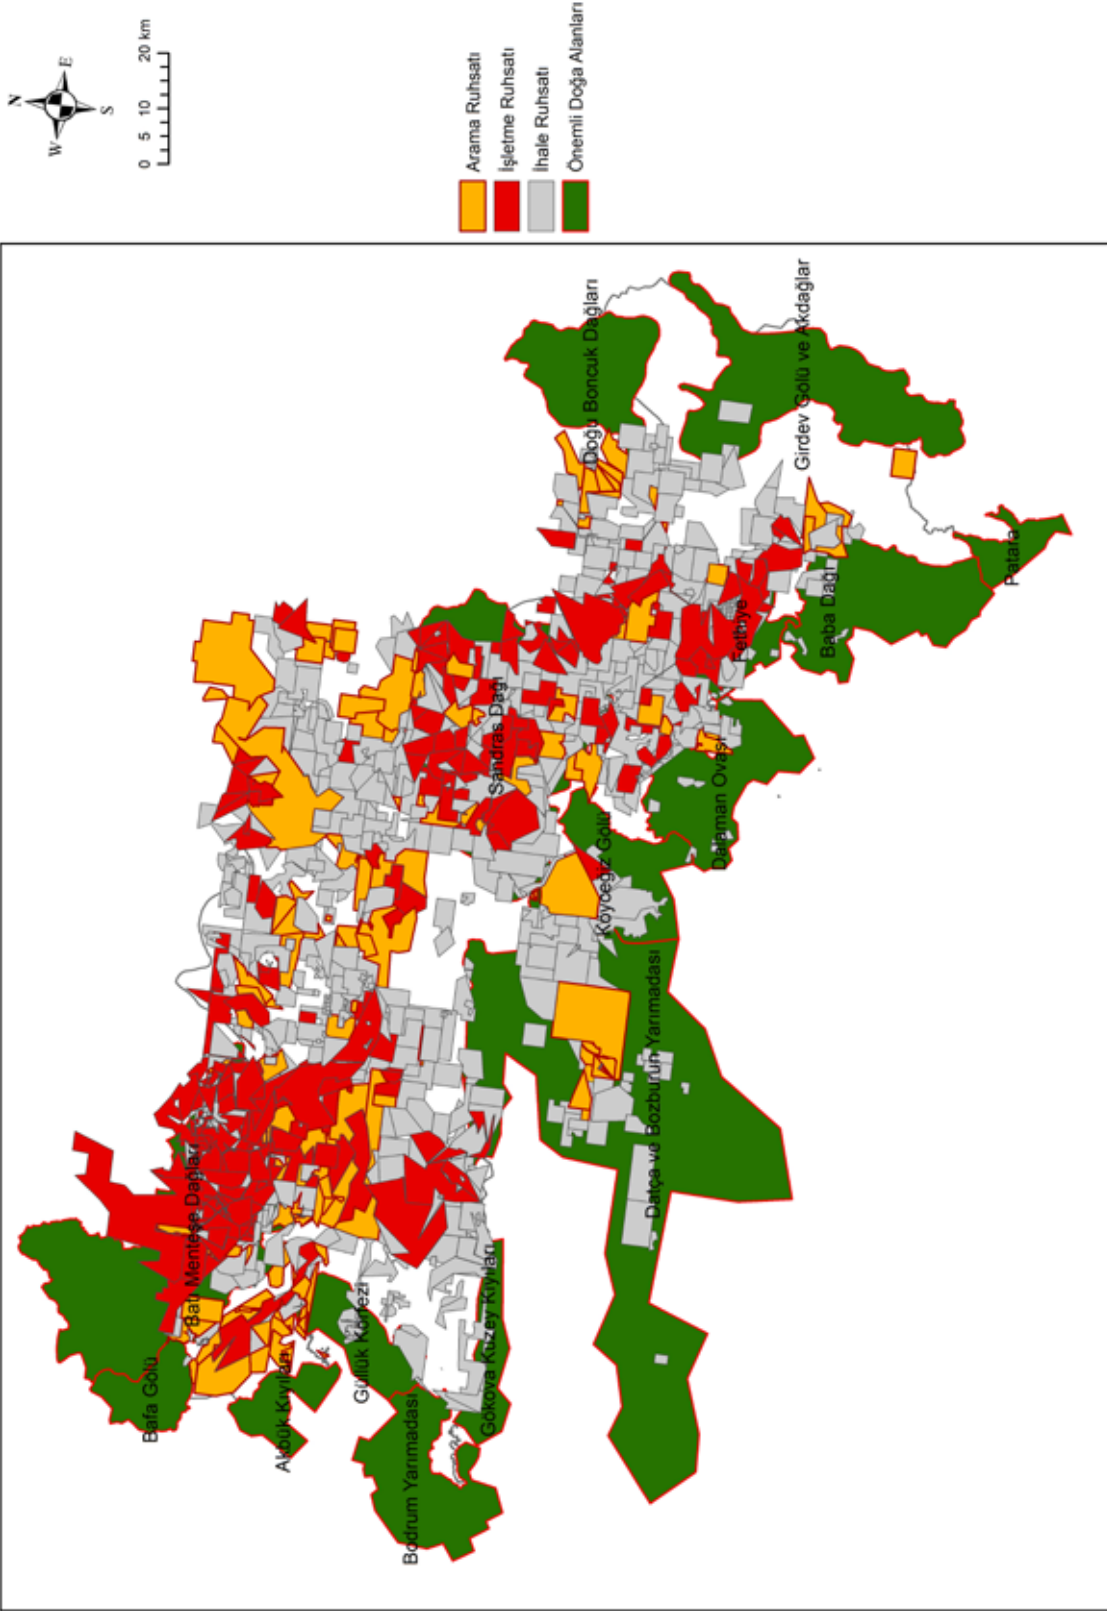 N
W
E
S
0 5 10 20 km
Arama Ruhsatı
İşletme Ruhsatı
İhale Ruhsatı
Önemli Doğa Alanları
Bafa Gölü
Batı Menteşe Dağları
Akbük Kıyıları
Güllük Körfezi
Bodrum Yarımadası
Gökova Kuzey Kıyıları
Sandras Dağı
Doğu Boncuk Dağları
Köyceğiz Gölü
Datça ve Bozburun Yarımadası
Dalaman Ovası
Fethiye
Girdev Gölü ve Akdağlar
Baba Dağı
Patara